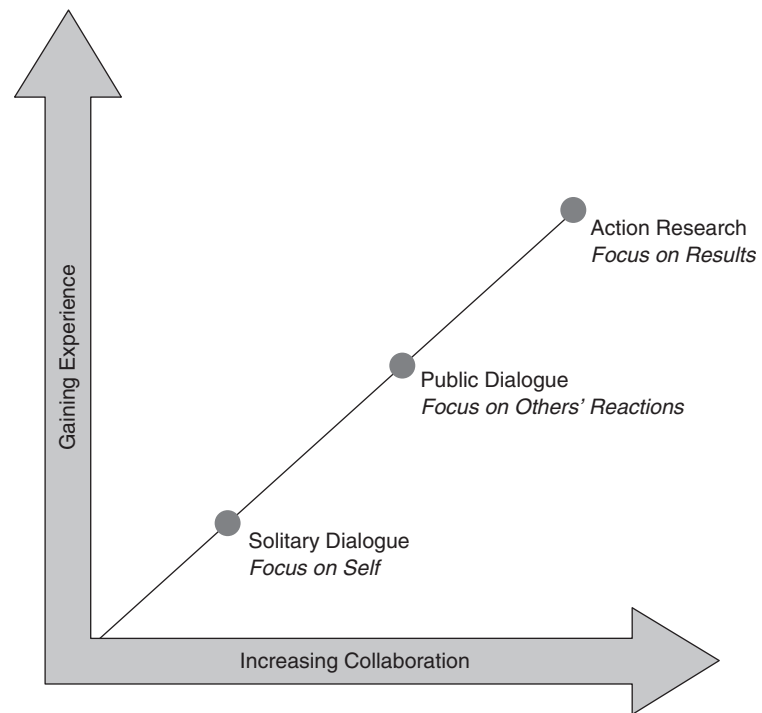 Action Research
Focus on Results
Gaining Experience
Public Dialogue
Focus on Others’ Reactions
Solitary Dialogue
Focus on Self
Increasing Collaboration